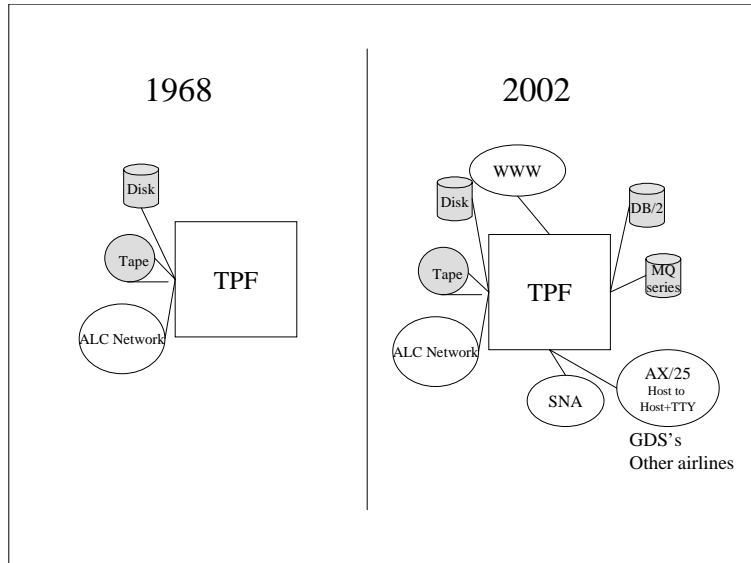 1968
Disk
Tape
TPF
ALC Network
2002
WWW
Disk
DB/2
Tape
TPF
MQ
series
ALC Network
SNA
AX/25
Host to
Host+TTY
GDS's
Other airlines